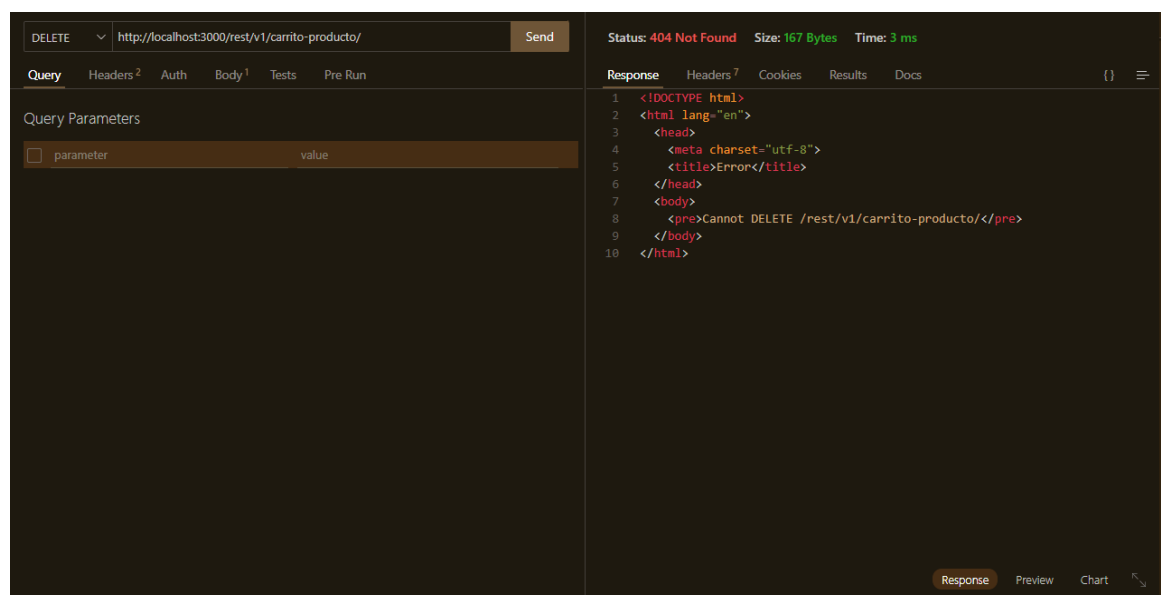 DELETE http://localhost:3000/rest/v1/carrito-producto/ Send
Query Headers 2 Auth Body 1 Tests Pre Run
Query Parameters
parameter value
Status: 404 Not Found Size: 167 Bytes Time: 3 ms
Response Headers 7 Cookies Results Docs {}
1 <!DOCTYPE html>
2 <html lang="en">
3 <head>
4 <meta charset="utf-8">
5 <title>Error</title>
6 </head>
7 <body>
8 <pre>Cannot DELETE /rest/v1/carrito-producto/</pre>
9 </body>
10 </html>
Response Preview Chart